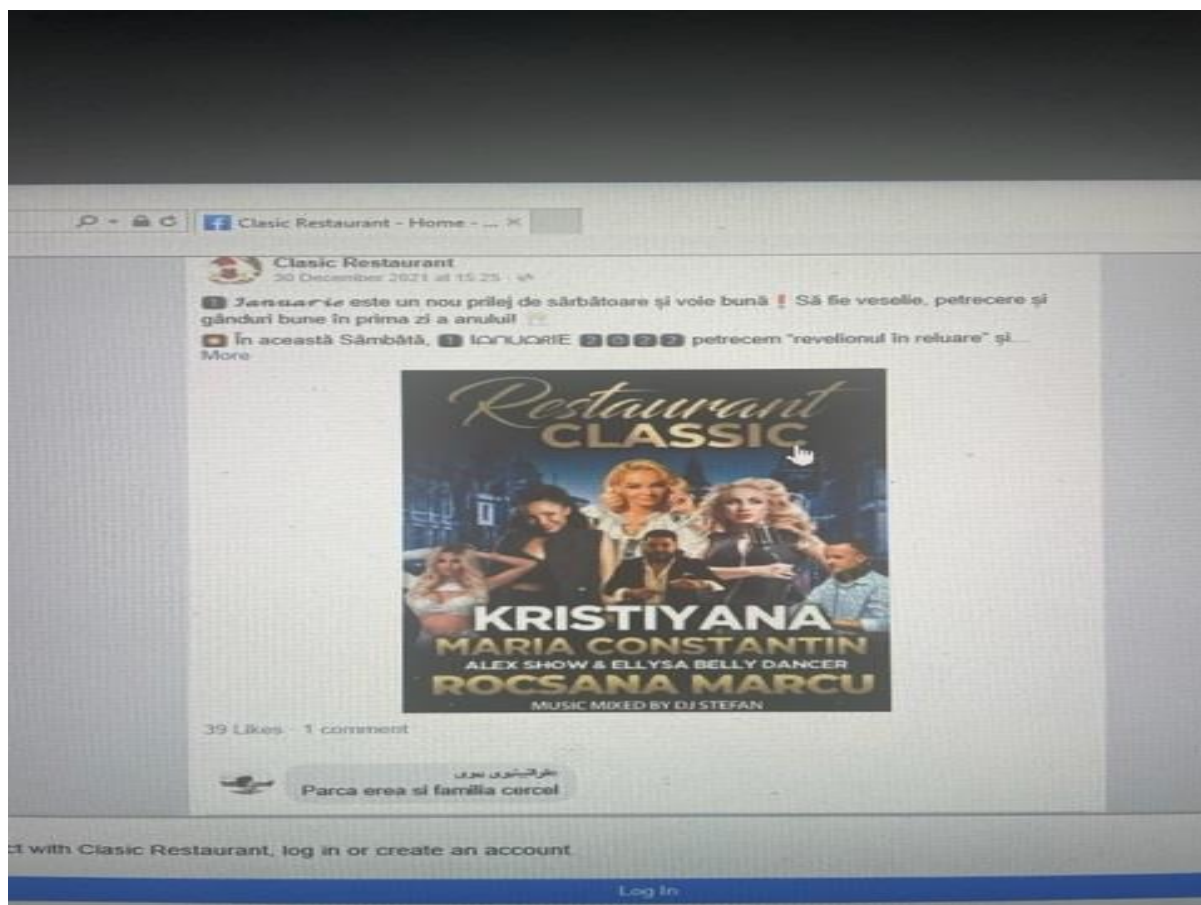 Clasic Restaurant - Home - ...
Clasic Restaurant
30 December 2021 at 15:25
1 Januarie este un nou prilej de sărbătoare și voie bună ❗ Să fie veselie, petrecere și
gânduri bune în prima zi a anului!
În această Sâmbătă, 1 IANUARIE 2022 petrecem "revelionul în reluare" și...
More
Restaurant
CLASSIC
KRISTIYANA
MARIA CONSTANTIN
ALEX SHOW & ELLYSA BELLY DANCER
ROCSANA MARCU
MUSIC MIXED BY DJ STEFAN
39 Likes · 1 comment
Parca erea si familia cercel
ct with Clasic Restaurant, log in or create an account
Log In